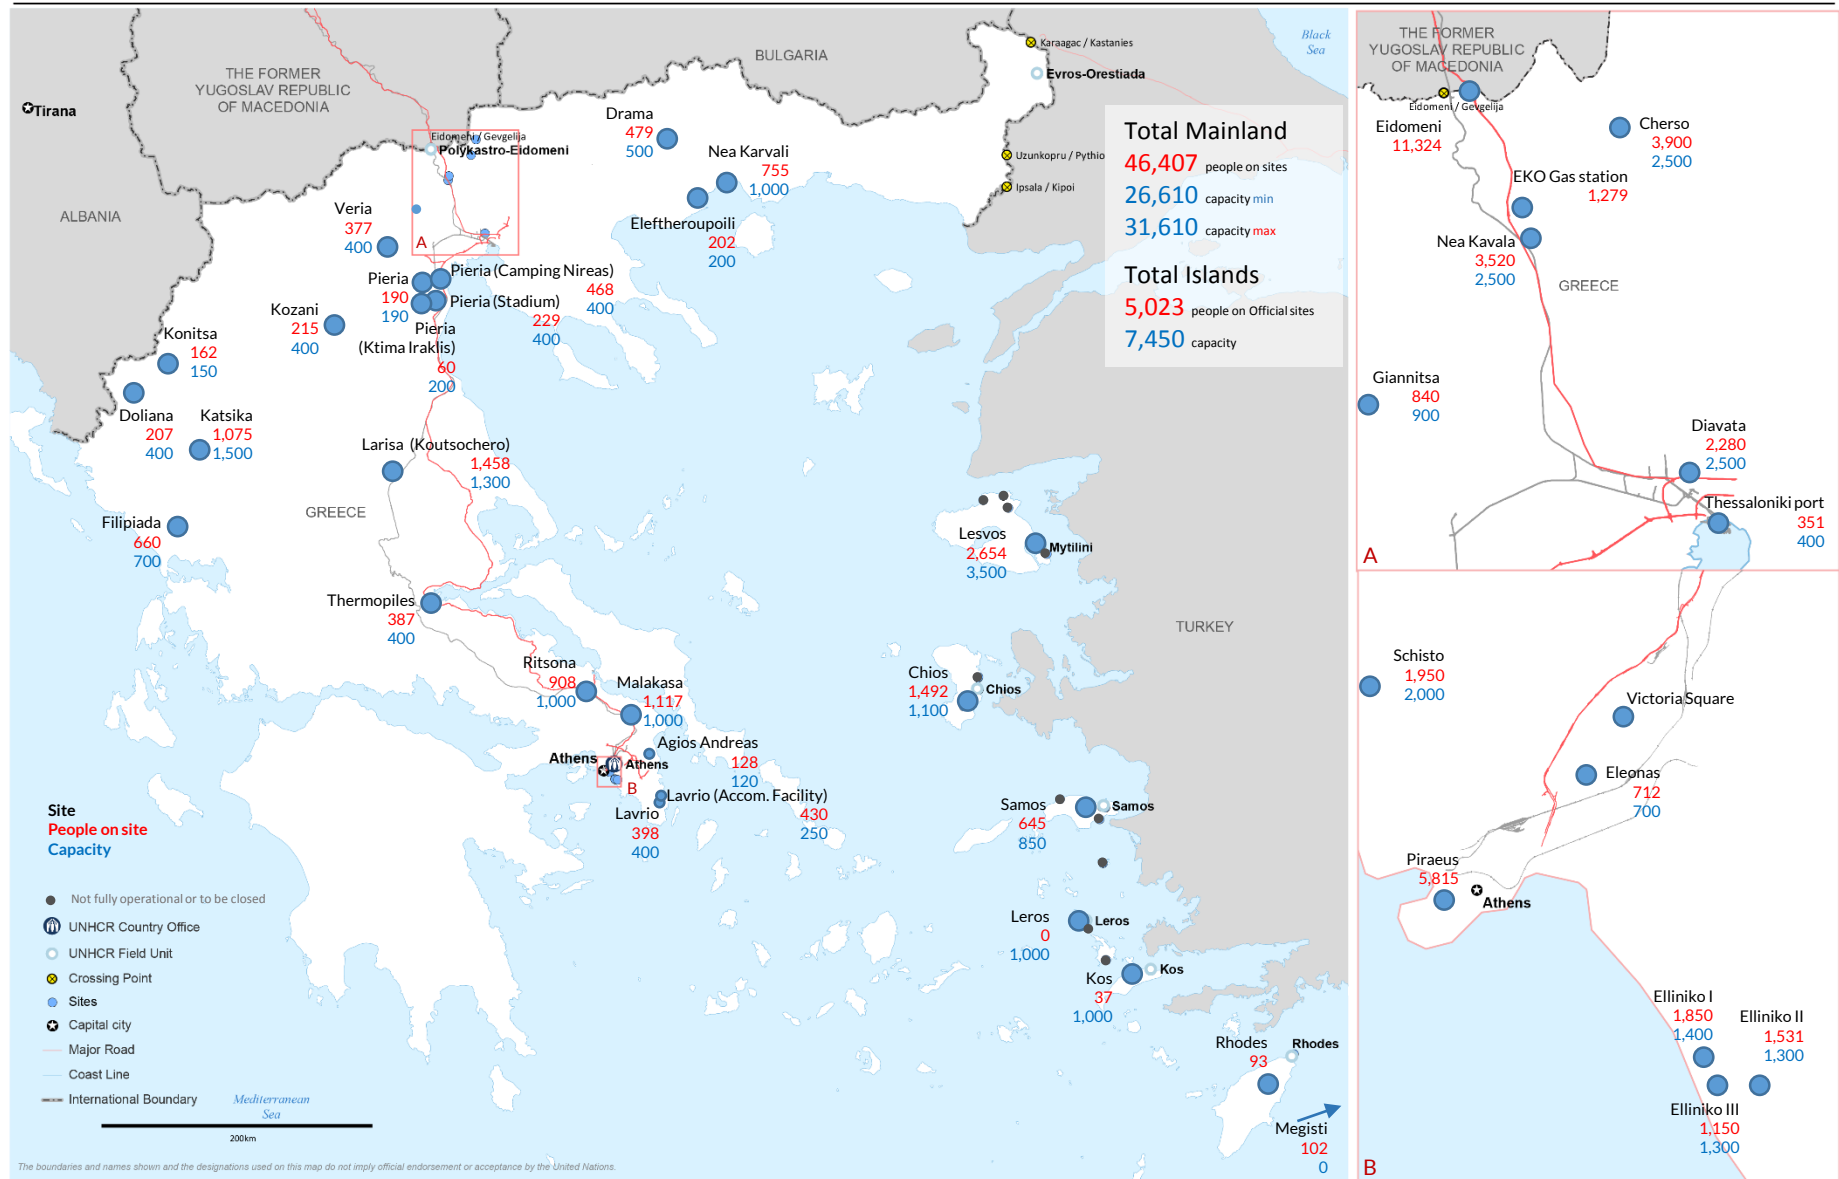 BULGARIA
Black
Sea
THE FORMER
YUGOSLAV REPUBLIC
OF MACEDONIA
Tirana
ALBANIA
Karaagac / Kastanies
Evros-Orestiada
Uzunkopru / Pythio
Ipsala / Kipoi
Eidomeni / Gevgelija
Polykastro-Eidomeni
A
Drama
479
500
Nea Karvali
755
1,000
Eleftheroupoili
202
200
Veria
377
400
Pieria
190
190
Pieria (Camping Nireas)
468
400
Pieria (Stadium)
229
400
Pieria
(Ktima Iraklis)
60
200
Kozani
215
400
Konitsa
162
150
Doliana
207
400
Katsika
1,075
1,500
Larisa (Koutsochero)
1,458
1,300
GREECE
Filipiada
660
700
Thermopiles
387
400
Ritsona
908
1,000
Malakasa
1,117
1,000
Agios Andreas
128
120
Athens
Athens
B
Lavrio (Accom. Facility)
430
250
Lavrio
398
400
Total Mainland
46,407 people on sites
26,610 capacity min
31,610 capacity max
Total Islands
5,023 people on Official sites
7,450 capacity
Lesvos
2,654
3,500
Mytilini
TURKEY
Chios
1,492
1,100
Chios
Samos
645
850
Samos
Leros
0
1,000
Leros
Kos
37
1,000
Kos
Rhodes
93
Rhodes
Megisti
102
0
Site
People on site
Capacity
Not fully operational or to be closed
UNHCR Country Office
UNHCR Field Unit
Crossing Point
Sites
Capital city
Major Road
Coast Line
International Boundary
Mediterranean
Sea
200km
The boundaries and names shown and the designations used on this map do not imply official endorsement or acceptance by the United Nations.
THE FORMER
YUGOSLAV REPUBLIC
OF MACEDONIA
Eidomeni / Gevgelija
Eidomeni
11,324
Cherso
3,900
2,500
EKO Gas station
1,279
Nea Kavala
3,520
2,500
GREECE
Giannitsa
840
900
Diavata
2,280
2,500
Thessaloniki port
351
400
A
Schisto
1,950
2,000
Victoria Square
Eleonas
712
700
Piraeus
5,815
Athens
Elliniko I
1,850
1,400
Elliniko II
1,531
1,300
Elliniko III
1,150
1,300
B